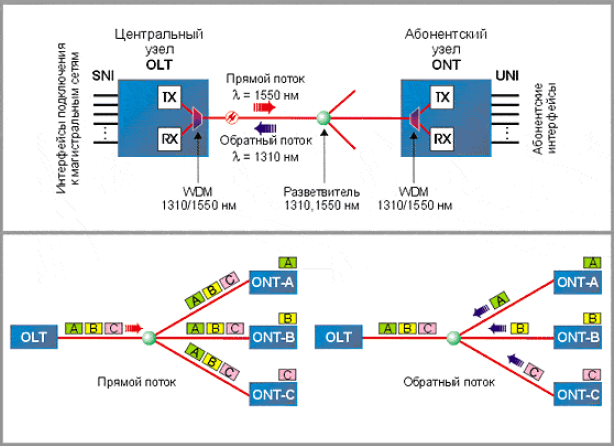 Центральный
узел
OLT
Абонентский
узел
ONT
SNI
UNI
Прямой поток
λ = 1550 нм
TX
TX
RX
RX
Обратный поток
λ = 1310 нм
Интерфейсы подключения
к магистральным сетям
Абонентские
интерфейсы
WDM
1310/1550 нм
Разветвитель
1310,1550 нм
WDM
1310/1550 нм
A
A B C
ONT-A
B
OLT
A B C
A B C
ONT-B
A B C
C
ONT-C
Прямой поток
A
A
ONT-A
B
OLT
A B C
B
ONT-B
C
C
ONT-C
Обратный поток